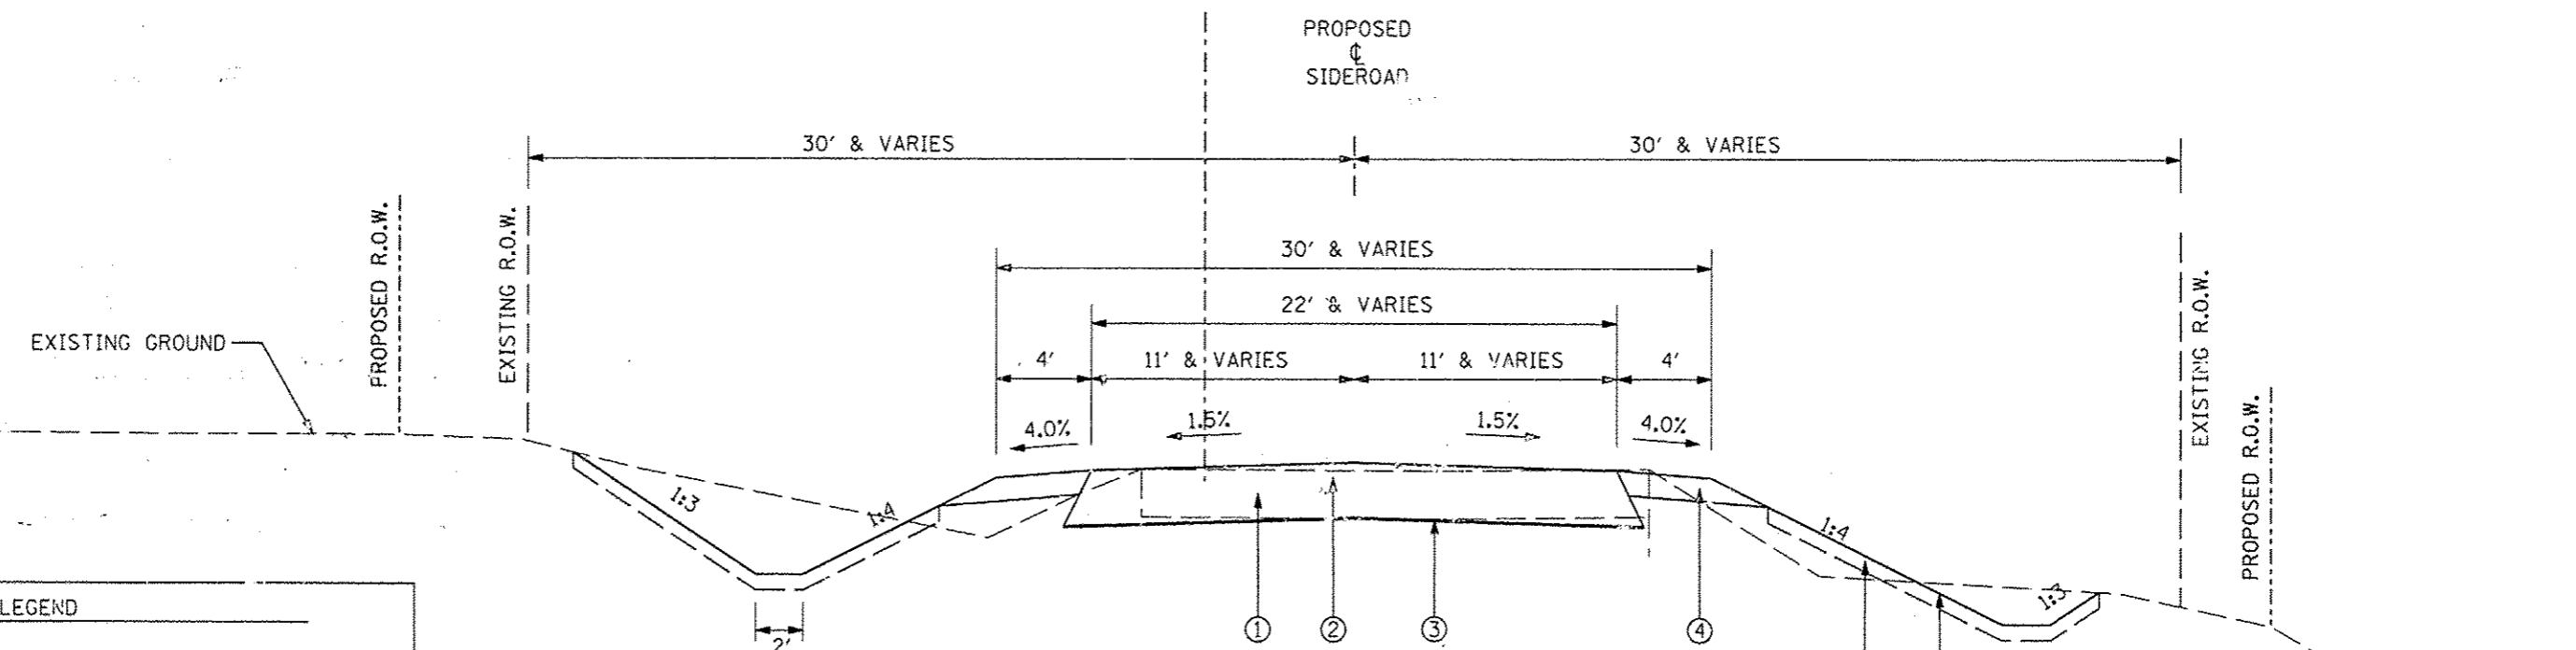 PROPOSED
℄
SIDEROAD
30' & VARIES
30' & VARIES
PROPOSED R.O.W.
EXISTING R.O.W.
30' & VARIES
22' & VARIES
EXISTING GROUND
4'
11' & VARIES
11' & VARIES
4'
EXISTING R.O.W.
PROPOSED R.O.W.
4.0%
1.5%
1.5%
4.0%
1:3
1:4
1:4
1:3
LEGEND
1
2
3
4
2'